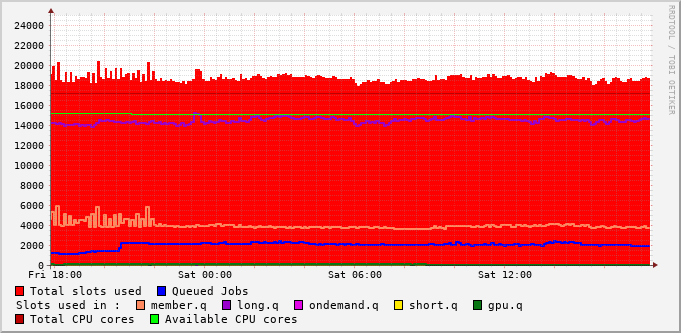 24000
22000
20000
18000
16000
14000
12000
10000
8000
6000
4000
2000
0
Fri 18:00 Sat 00:00 Sat 06:00 Sat 12:00
RRDTOOL / TOBI OETIKER
Total slots used Queued Jobs
Slots used in : member.q long.q ondemand.q short.q gpu.q
Total CPU cores Available CPU cores